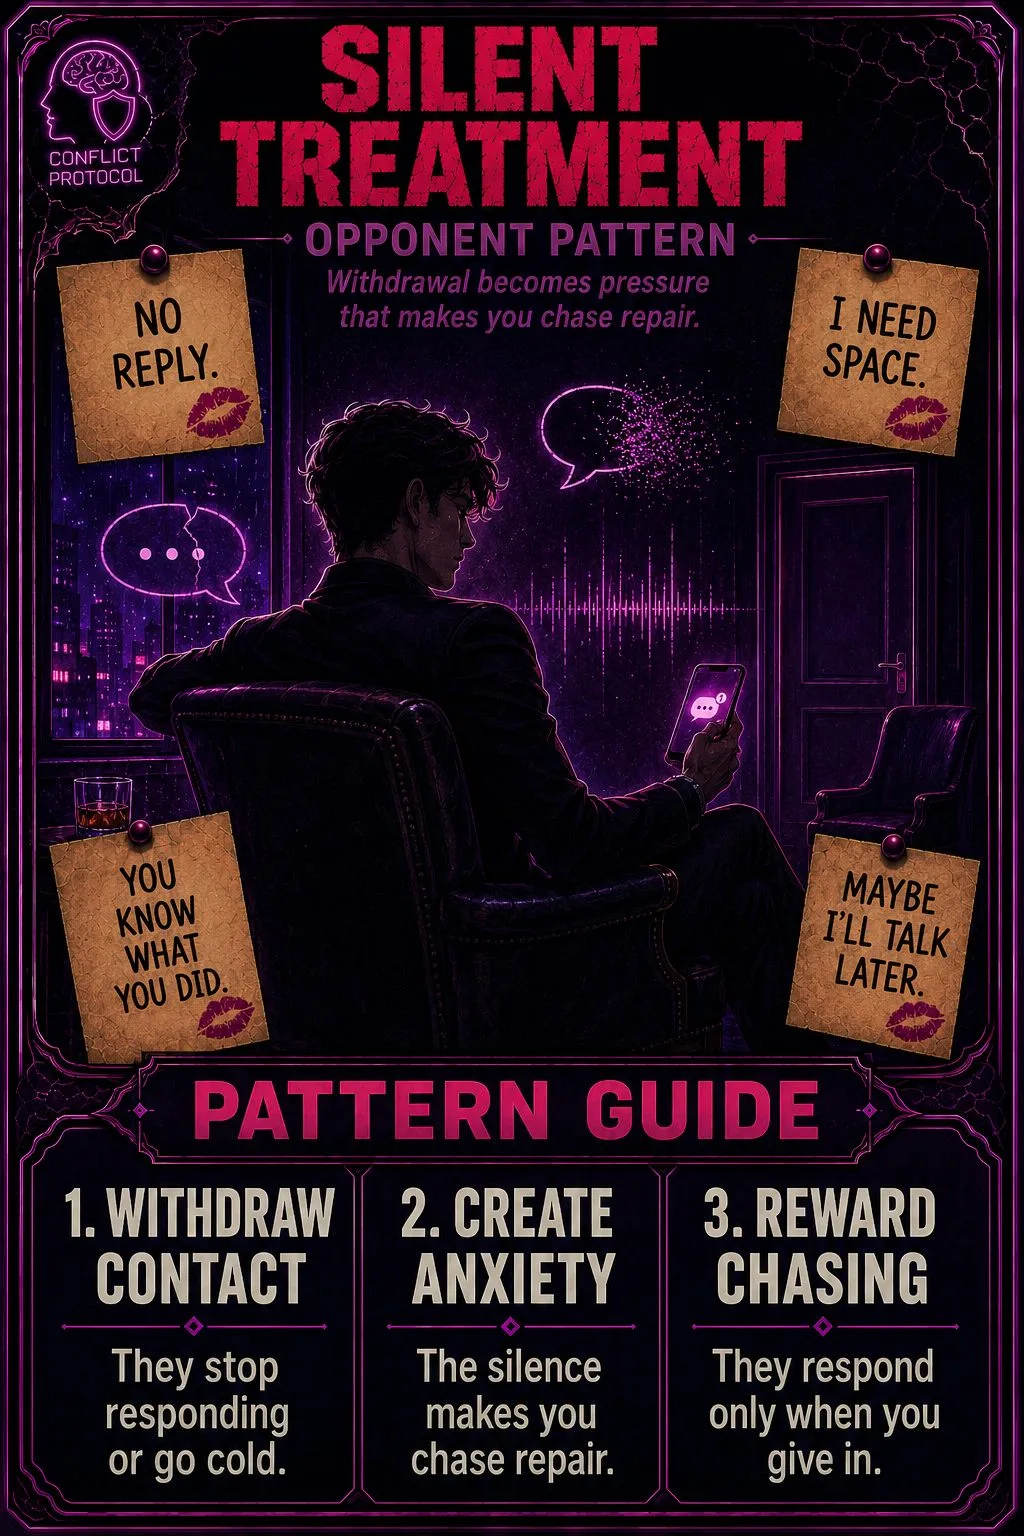 SILENT
TREATMENT
CONFLICT
PROTOCOL
OPPONENT PATTERN
Withdrawal becomes pressure
that makes you chase repair.
NO
REPLY.
I NEED
SPACE.
1
YOU
KNOW
WHAT
YOU DID.
MAYBE
I'LL TALK
LATER.
PATTERN GUIDE
1. WITHDRAW
CONTACT
They stop
responding
or go cold.
2. CREATE
ANXIETY
The silence
makes you
chase repair.
3. REWARD
CHASING
They respond
only when you
give in.